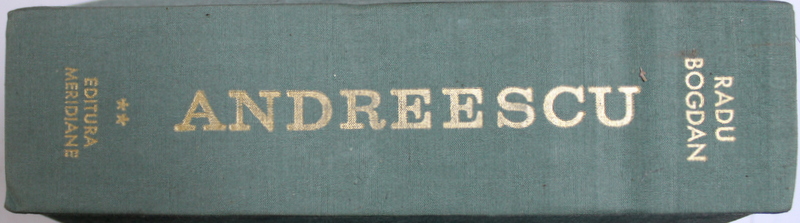 RADU
BOGDAN
ANDREESCU
**
EDITURA
MERIDIANE